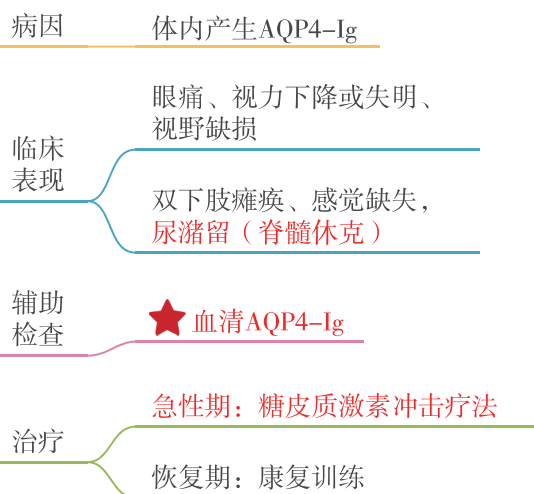 病因
体内产生AQP4-Ig
临床
表现
眼痛、视力下降或失明、
视野缺损
双下肢瘫痪、感觉缺失，
尿潴留（脊髓休克）
辅助
检查
血清AQP4-Ig
治疗
急性期：糖皮质激素冲击疗法
恢复期：康复训练